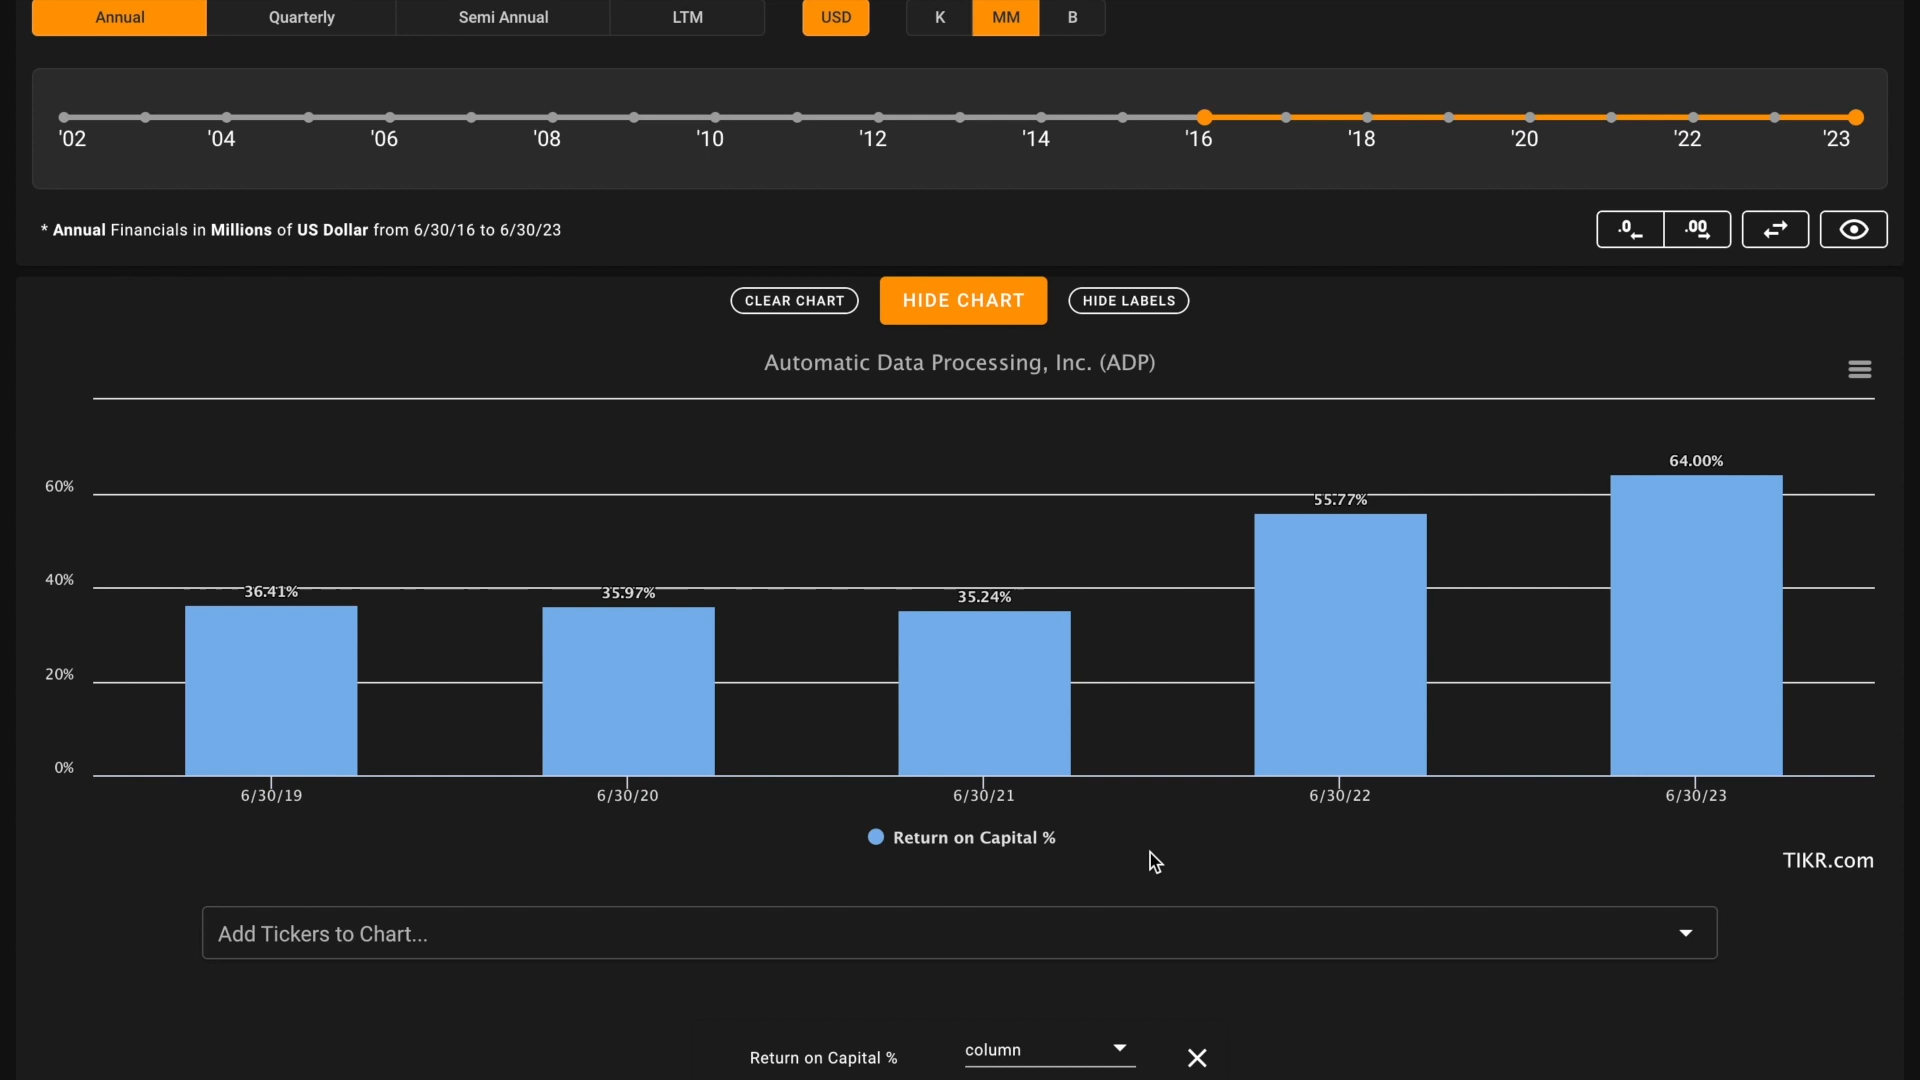 Annual Quarterly Semi Annual LTM USD K MM B
'02 '04 '06 '08 '10 '12 '14 '16 '18 '20 '22 '23
* Annual Financials in Millions of US Dollar from 6/30/16 to 6/30/23
.0 .00
CLEAR CHART HIDE CHART HIDE LABELS
Automatic Data Processing, Inc. (ADP)
64.00%
60%
55.77%
40%
36.41% 35.97% 35.24%
20%
0%
6/30/19 6/30/20 6/30/21 6/30/22 6/30/23
Return on Capital %
TIKR.com
Add Tickers to Chart...
Return on Capital % column